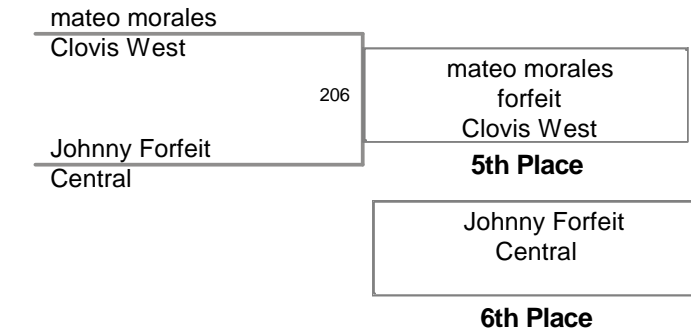 mateo morales
Clovis West
206
Johnny Forfeit
Central
mateo morales
forfeit
Clovis West
5th Place
Johnny Forfeit
Central
6th Place